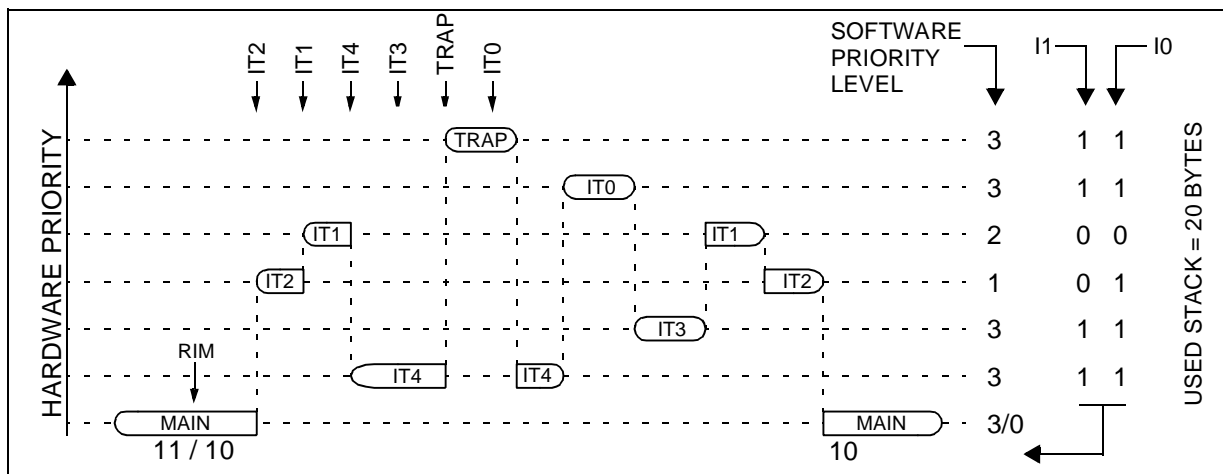 IT2
IT1
IT4
IT3
TRAP
IT0
SOFTWARE
PRIORITY
LEVEL
I1
I0
HARDWARE PRIORITY
TRAP
3
1 1
IT0
3
1 1
IT1
IT1
2
0 0
IT2
IT2
1
0 1
IT3
3
1 1
RIM
IT4
IT4
3
1 1
MAIN
MAIN
3/0
11 / 10
10
USED STACK = 20 BYTES